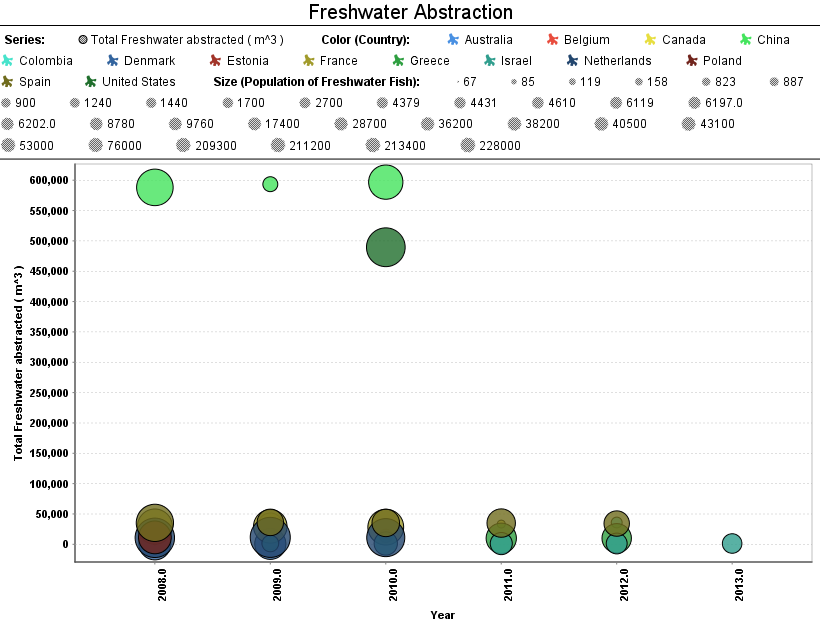 Freshwater Abstraction
Series: Total Freshwater abstracted ( m^3 ) Color (Country): Australia Belgium Canada China
Colombia Denmark Estonia France Greece Israel Netherlands Poland
Spain United States Size (Population of Freshwater Fish): 67 85 119 158 823 887
900 1240 1440 1700 2700 4379 4431 4610 6119 6197.0
6202.0 8780 9760 17400 28700 36200 38200 40500 43100
53000 76000 209300 211200 213400 228000
600,000
550,000
500,000
450,000
400,000
350,000
300,000
250,000
200,000
150,000
100,000
50,000
0
Total Freshwater abstracted ( m^3 )
2008.0 2009.0 2010.0 2011.0 2012.0 2013.0
Year